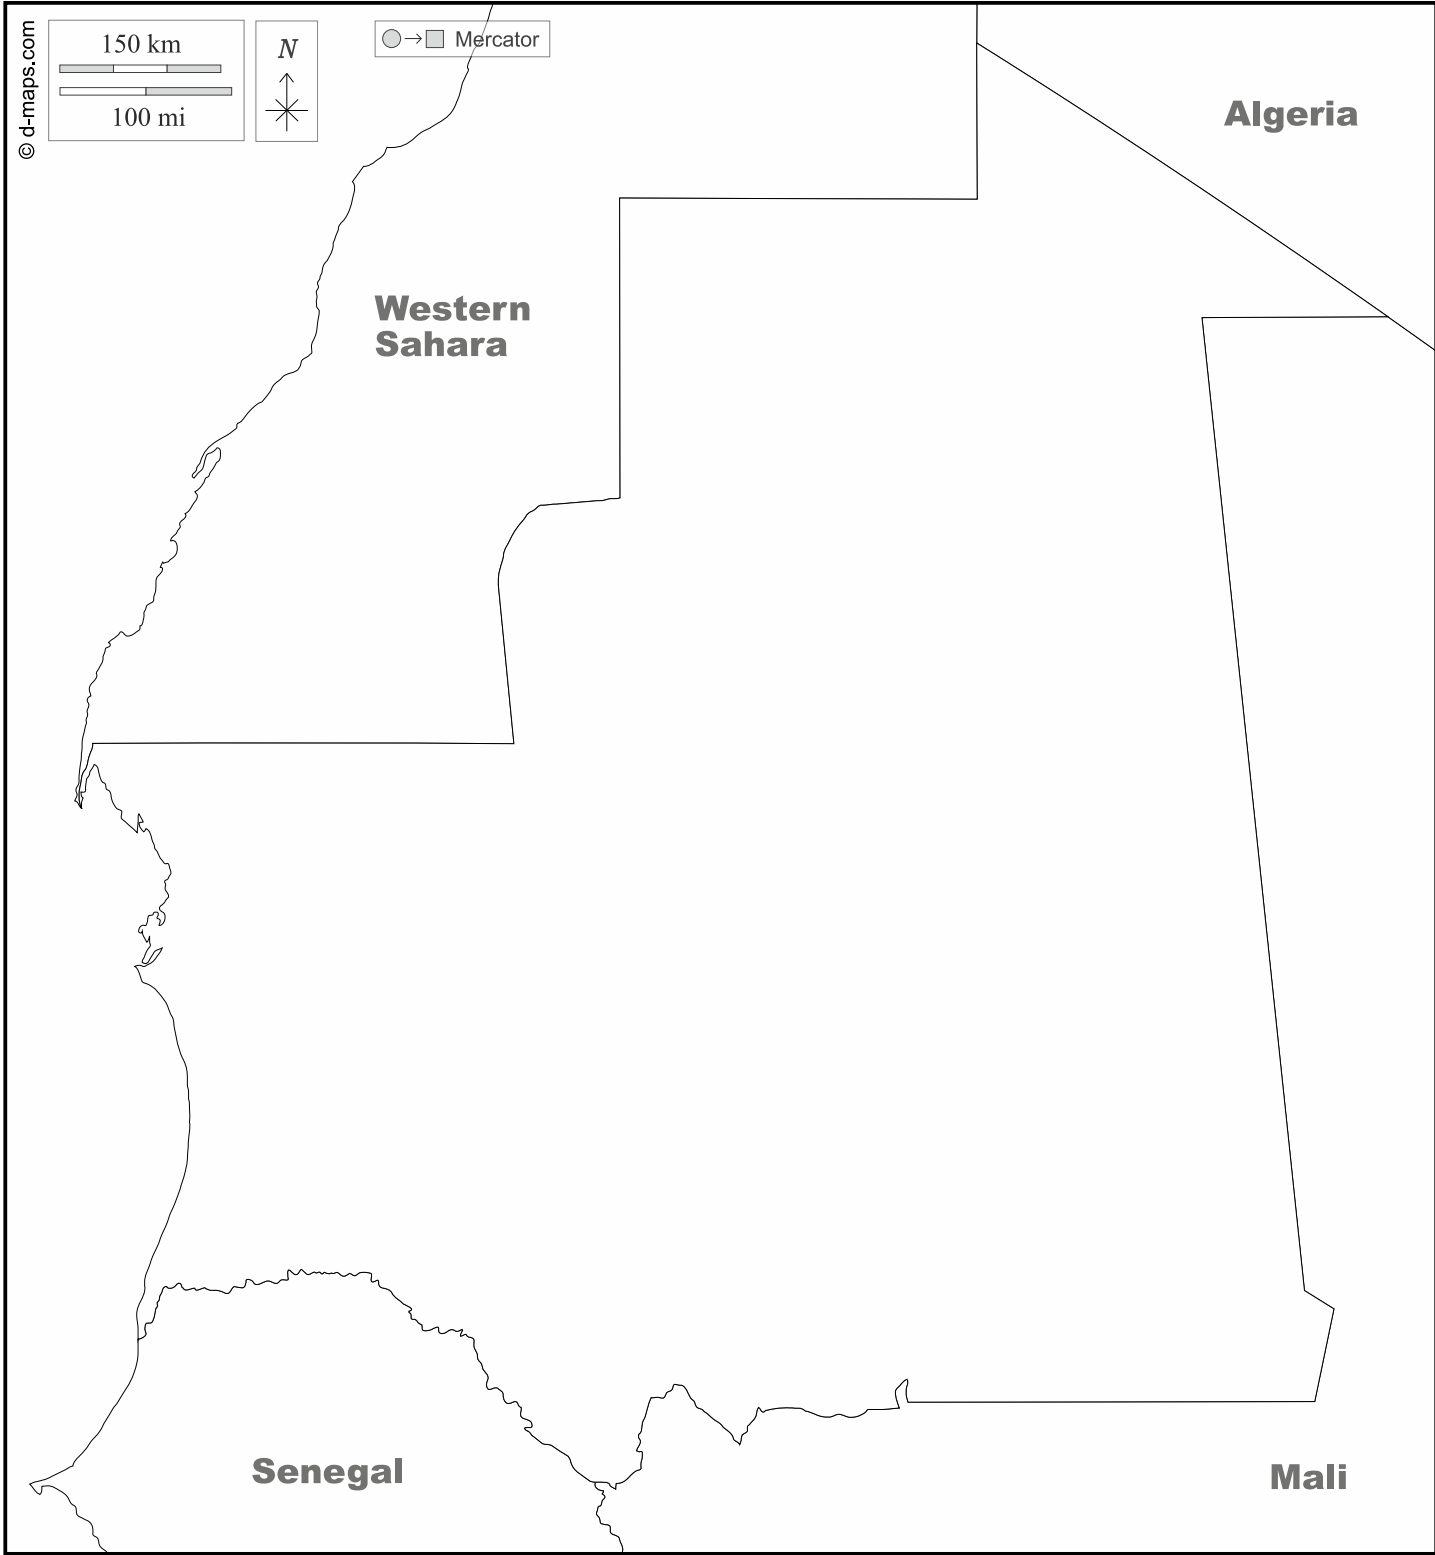 © d-maps.com
150 km
100 mi
N
Mercator
Algeria
Western
Sahara
Senegal
Mali